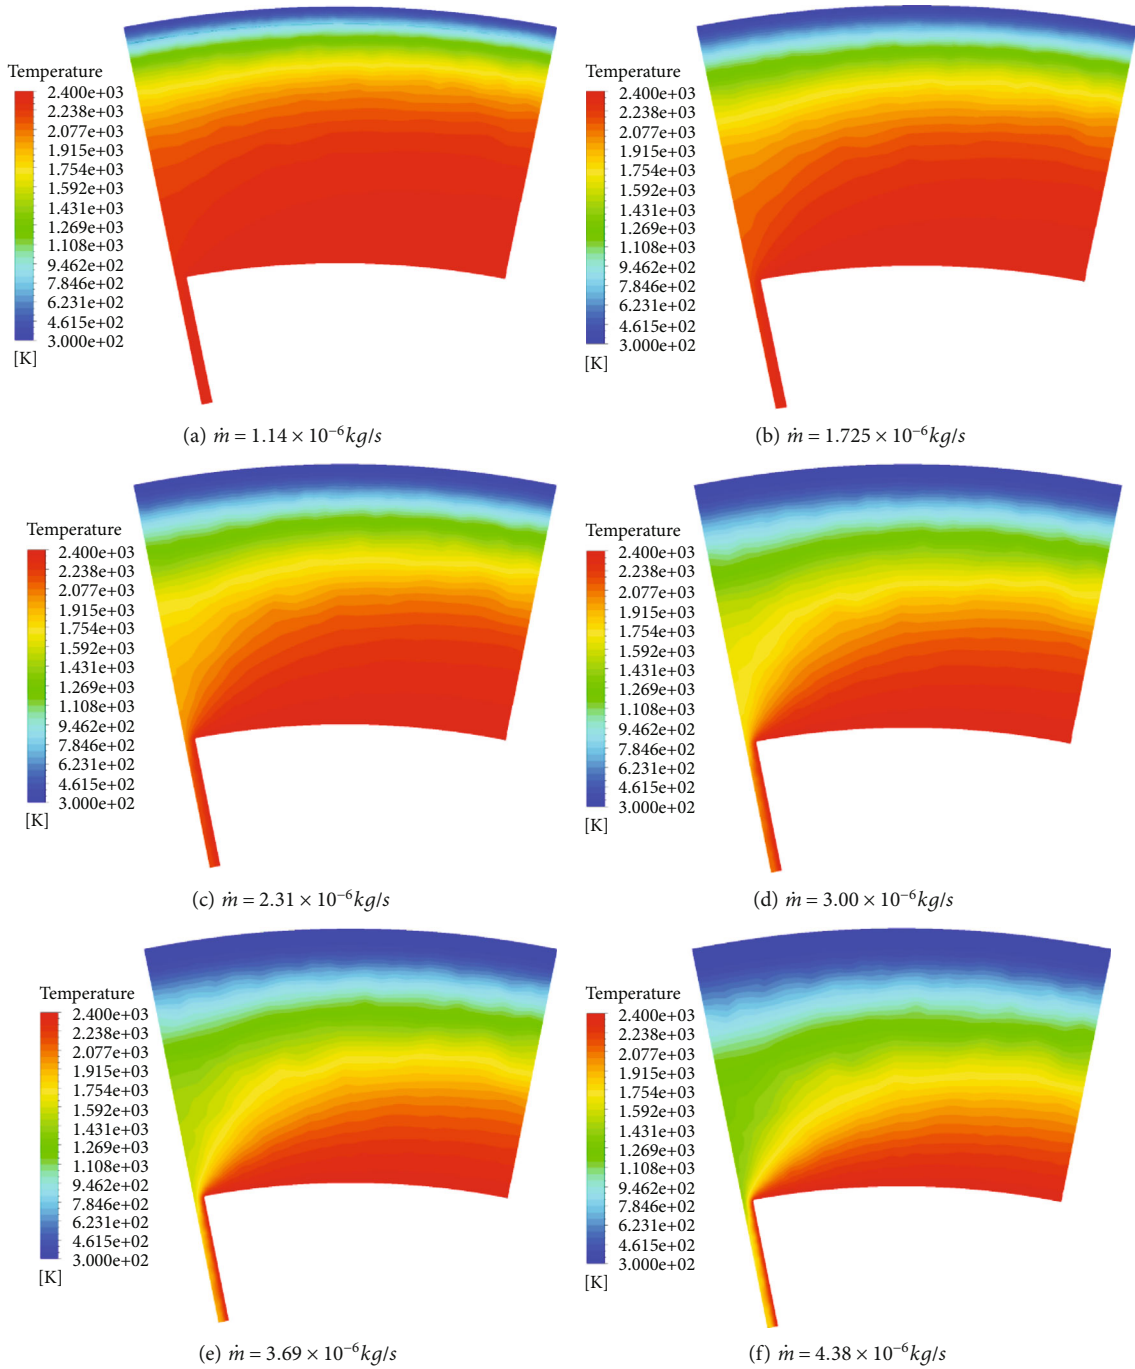 Temperature
2.400e+03
2.238e+03
2.077e+03
1.915e+03
1.754e+03
1.592e+03
1.431e+03
1.269e+03
1.108e+03
9.462e+02
7.846e+02
6.231e+02
4.615e+02
3.000e+02
[K]
(a) ṁ = 1.14 × 10⁻⁶kg/s
Temperature
2.400e+03
2.238e+03
2.077e+03
1.915e+03
1.754e+03
1.592e+03
1.431e+03
1.269e+03
1.108e+03
9.462e+02
7.846e+02
6.231e+02
4.615e+02
3.000e+02
[K]
(b) ṁ = 1.725 × 10⁻⁶kg/s
Temperature
2.400e+03
2.238e+03
2.077e+03
1.915e+03
1.754e+03
1.592e+03
1.431e+03
1.269e+03
1.108e+03
9.462e+02
7.846e+02
6.231e+02
4.615e+02
3.000e+02
[K]
(c) ṁ = 2.31 × 10⁻⁶kg/s
Temperature
2.400e+03
2.238e+03
2.077e+03
1.915e+03
1.754e+03
1.592e+03
1.431e+03
1.269e+03
1.108e+03
9.462e+02
7.846e+02
6.231e+02
4.615e+02
3.000e+02
[K]
(d) ṁ = 3.00 × 10⁻⁶kg/s
Temperature
2.400e+03
2.238e+03
2.077e+03
1.915e+03
1.754e+03
1.592e+03
1.431e+03
1.269e+03
1.108e+03
9.462e+02
7.846e+02
6.231e+02
4.615e+02
3.000e+02
[K]
(e) ṁ = 3.69 × 10⁻⁶kg/s
Temperature
2.400e+03
2.238e+03
2.077e+03
1.915e+03
1.754e+03
1.592e+03
1.431e+03
1.269e+03
1.108e+03
9.462e+02
7.846e+02
6.231e+02
4.615e+02
3.000e+02
[K]
(f) ṁ = 4.38 × 10⁻⁶kg/s